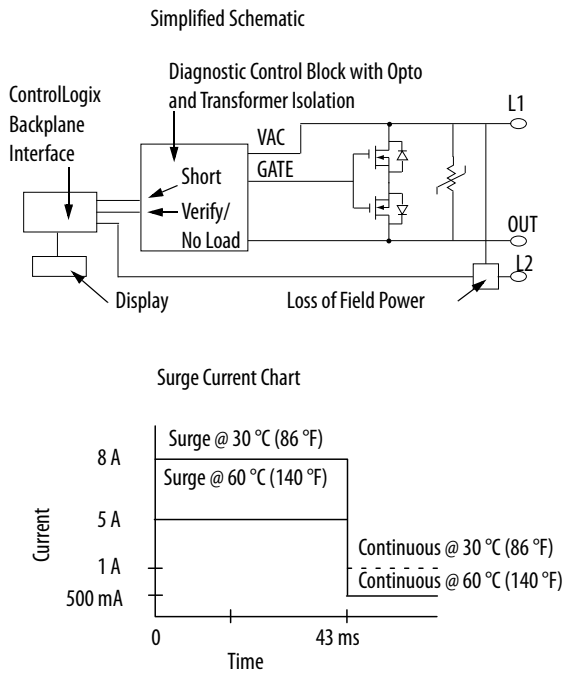 Simplified Schematic
Diagnostic Control Block with Opto
and Transformer Isolation
ControlLogix
Backplane
Interface
L1
VAC
GATE
Short
Verify/
No Load
OUT
L2
Display
Loss of Field Power
Surge Current Chart
Surge @ 30 °C (86 °F)
8 A
Surge @ 60 °C (140 °F)
5 A
Current
Continuous @ 30 °C (86 °F)
1 A
Continuous @ 60 °C (140 °F)
500 mA
0
43 ms
Time